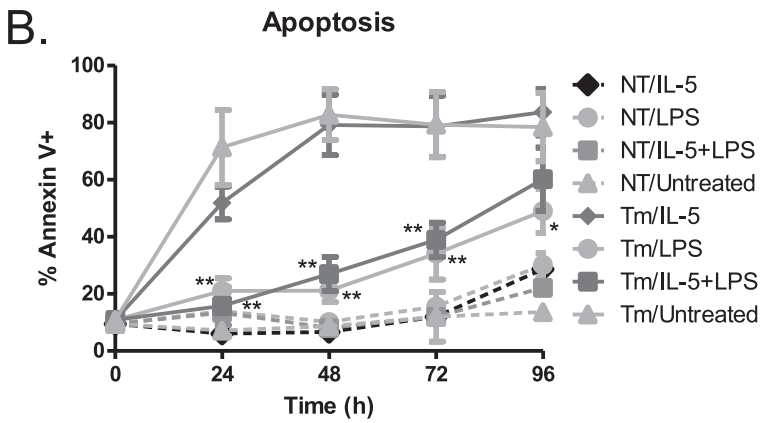 B.
Apoptosis
% Annexin V+
100
80
60
40
20
0
**
**
**
**
**
**
*
0 24 48 72 96
Time (h)
NT/IL-5
NT/LPS
NT/IL-5+LPS
NT/Untreated
Tm/IL-5
Tm/LPS
Tm/IL-5+LPS
Tm/Untreated